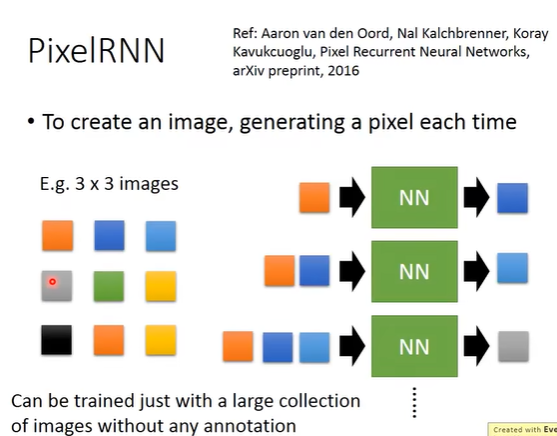 PixelRNN
Ref: Aaron van den Oord, Nal Kalchbrenner, Koray
Kavukcuoglu, Pixel Recurrent Neural Networks,
arXiv preprint, 2016
• To create an image, generating a pixel each time
E.g. 3 x 3 images
NN
NN
NN
Can be trained just with a large collection
of images without any annotation
Created with